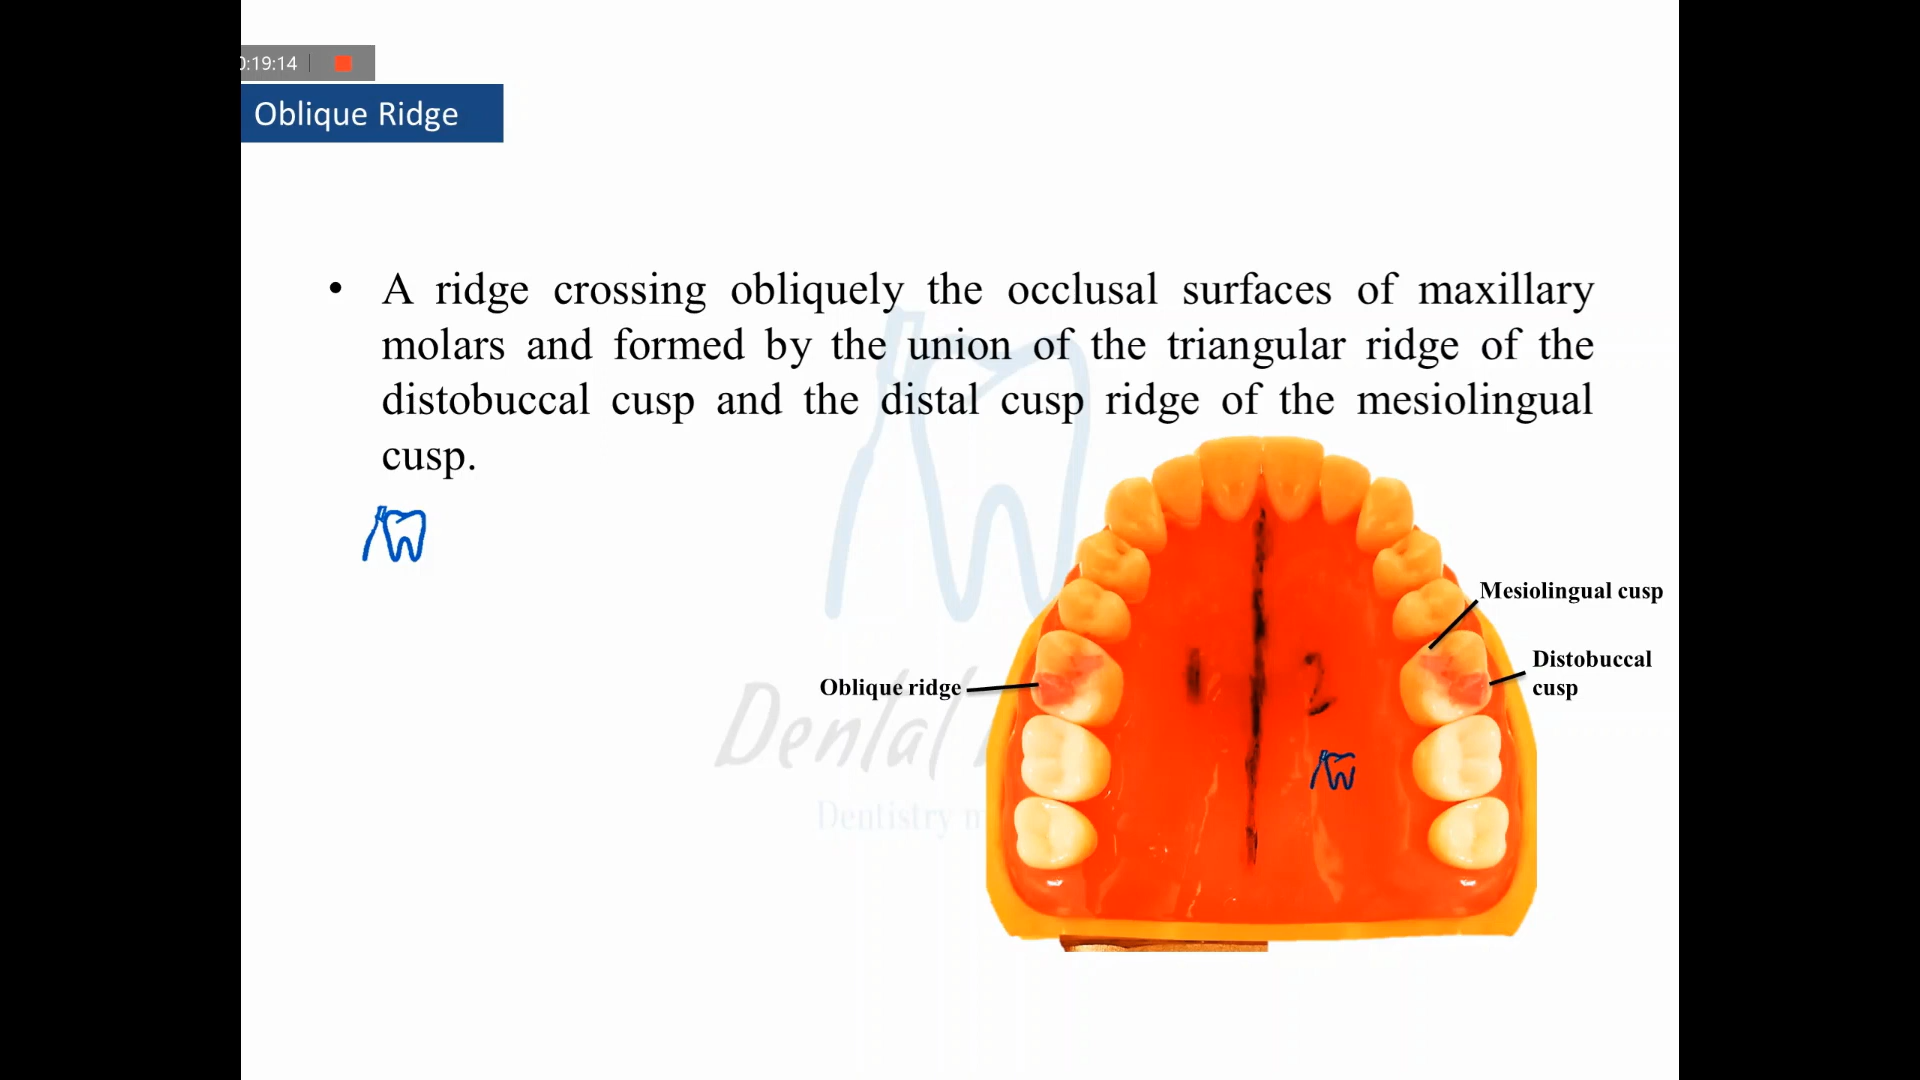 0:19:14
Oblique Ridge
• A ridge crossing obliquely the occlusal surfaces of maxillary
molars and formed by the union of the triangular ridge of the
distobuccal cusp and the distal cusp ridge of the mesiolingual
cusp.
Mesiolingual cusp
Distobuccal
cusp
Oblique ridge
1 2
Dental
Dentistry